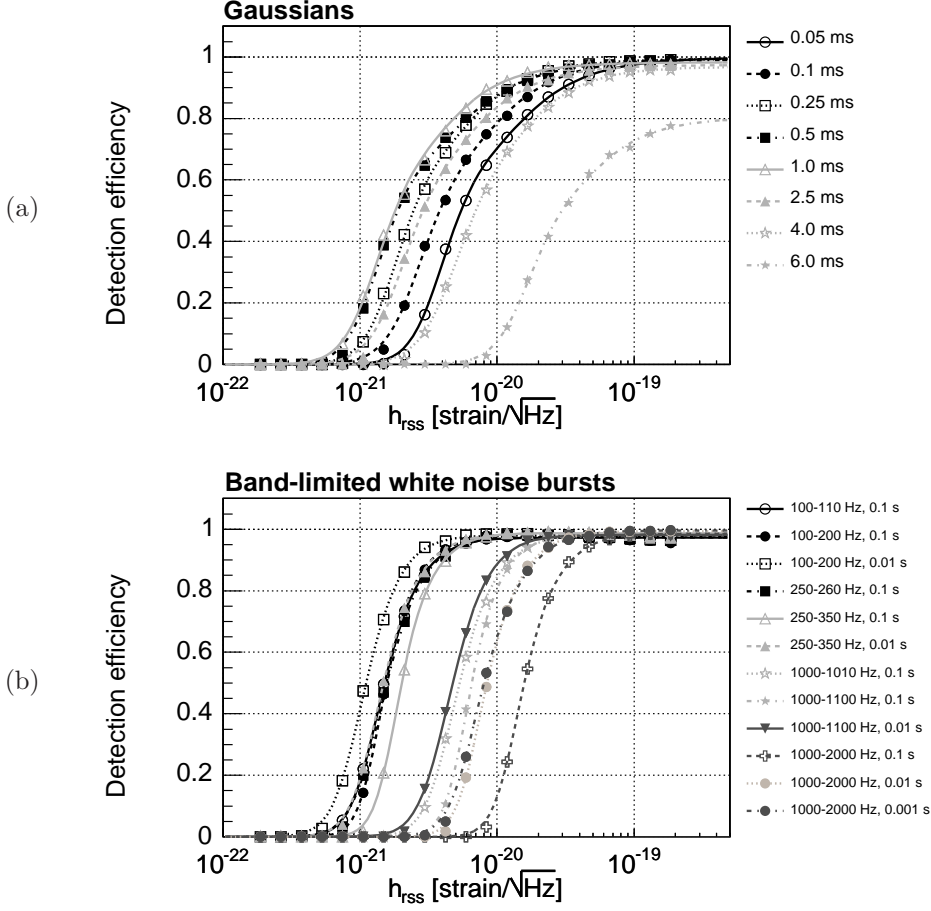 Gaussians
(a)
Detection efficiency
1
0.8
0.6
0.4
0.2
0
10^-22
10^-21
10^-20
10^-19
h_rss [strain/√Hz]
0.05 ms
0.1 ms
0.25 ms
0.5 ms
1.0 ms
2.5 ms
4.0 ms
6.0 ms
Band-limited white noise bursts
(b)
Detection efficiency
1
0.8
0.6
0.4
0.2
0
10^-22
10^-21
10^-20
10^-19
h_rss [strain/√Hz]
100-110 Hz, 0.1 s
100-200 Hz, 0.1 s
100-200 Hz, 0.01 s
250-260 Hz, 0.1 s
250-350 Hz, 0.1 s
250-350 Hz, 0.01 s
1000-1010 Hz, 0.1 s
1000-1100 Hz, 0.1 s
1000-1100 Hz, 0.01 s
1000-2000 Hz, 0.1 s
1000-2000 Hz, 0.01 s
1000-2000 Hz, 0.001 s